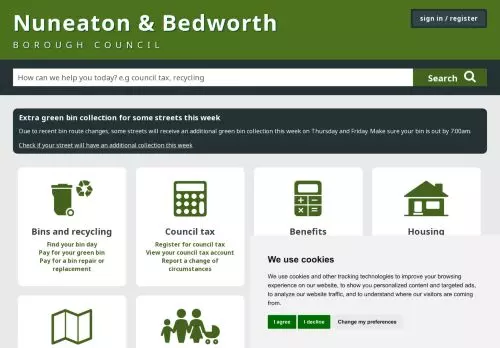 Nuneaton & Bedworth
BOROUGH COUNCIL
sign in / register
How can we help you today? e.g council tax, recycling
Search
Extra green bin collection for some streets this week
Due to recent bin route changes, some streets will receive an additional green bin collection this week on Thursday and Friday. Make sure your bin is out by 7:00am.
Check if your street will have an additional collection this week
Bins and recycling
Find your bin day
Pay for your green bin
Pay for a bin repair or
replacement
Council tax
Register for council tax
View your council tax account
Report a change of
circumstances
Benefits
Housing
We use cookies
We use cookies and other tracking technologies to improve your browsing
experience on our website, to show you personalized content and targeted ads,
to analyze our website traffic, and to understand where our visitors are coming
from.
I agree
I decline
Change my preferences